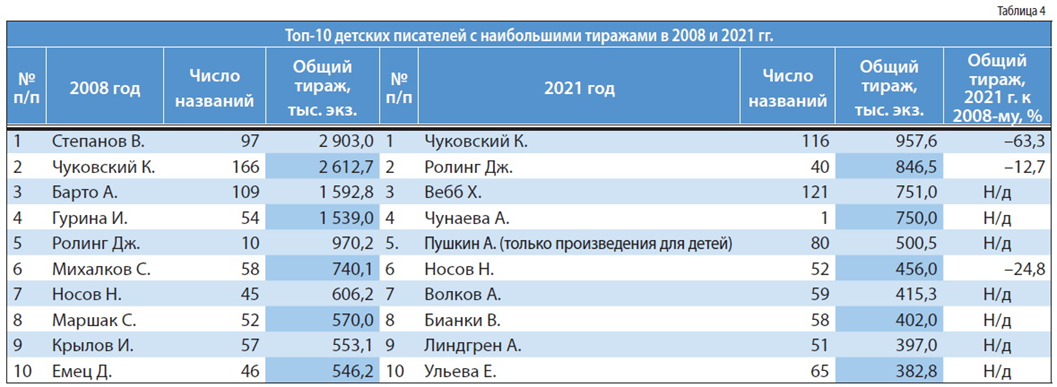 Таблица 4
Топ-10 детских писателей с наибольшими тиражами в 2008 и 2021 гг.
№ п/п 2008 год Число названий Общий тираж, тыс. экз. № п/п 2021 год Число названий Общий тираж, тыс. экз. Общий тираж, 2021 г. к 2008-му, %
1 Степанов В. 97 2 903,0 1 Чуковский К. 116 957,6 –63,3
2 Чуковский К. 166 2 612,7 2 Ролинг Дж. 40 846,5 –12,7
3 Барто А. 109 1 592,8 3 Вебб Х. 121 751,0 Н/д
4 Гурина И. 54 1 539,0 4 Чунаева А. 1 750,0 Н/д
5 Ролинг Дж. 10 970,2 5. Пушкин А. (только произведения для детей) 80 500,5 Н/д
6 Михалков С. 58 740,1 6 Носов Н. 52 456,0 –24,8
7 Носов Н. 45 606,2 7 Волков А. 59 415,3 Н/д
8 Маршак С. 52 570,0 8 Бианки В. 58 402,0 Н/д
9 Крылов И. 57 553,1 9 Линдгрен А. 51 397,0 Н/д
10 Емец Д. 46 546,2 10 Ульева Е. 65 382,8 Н/д